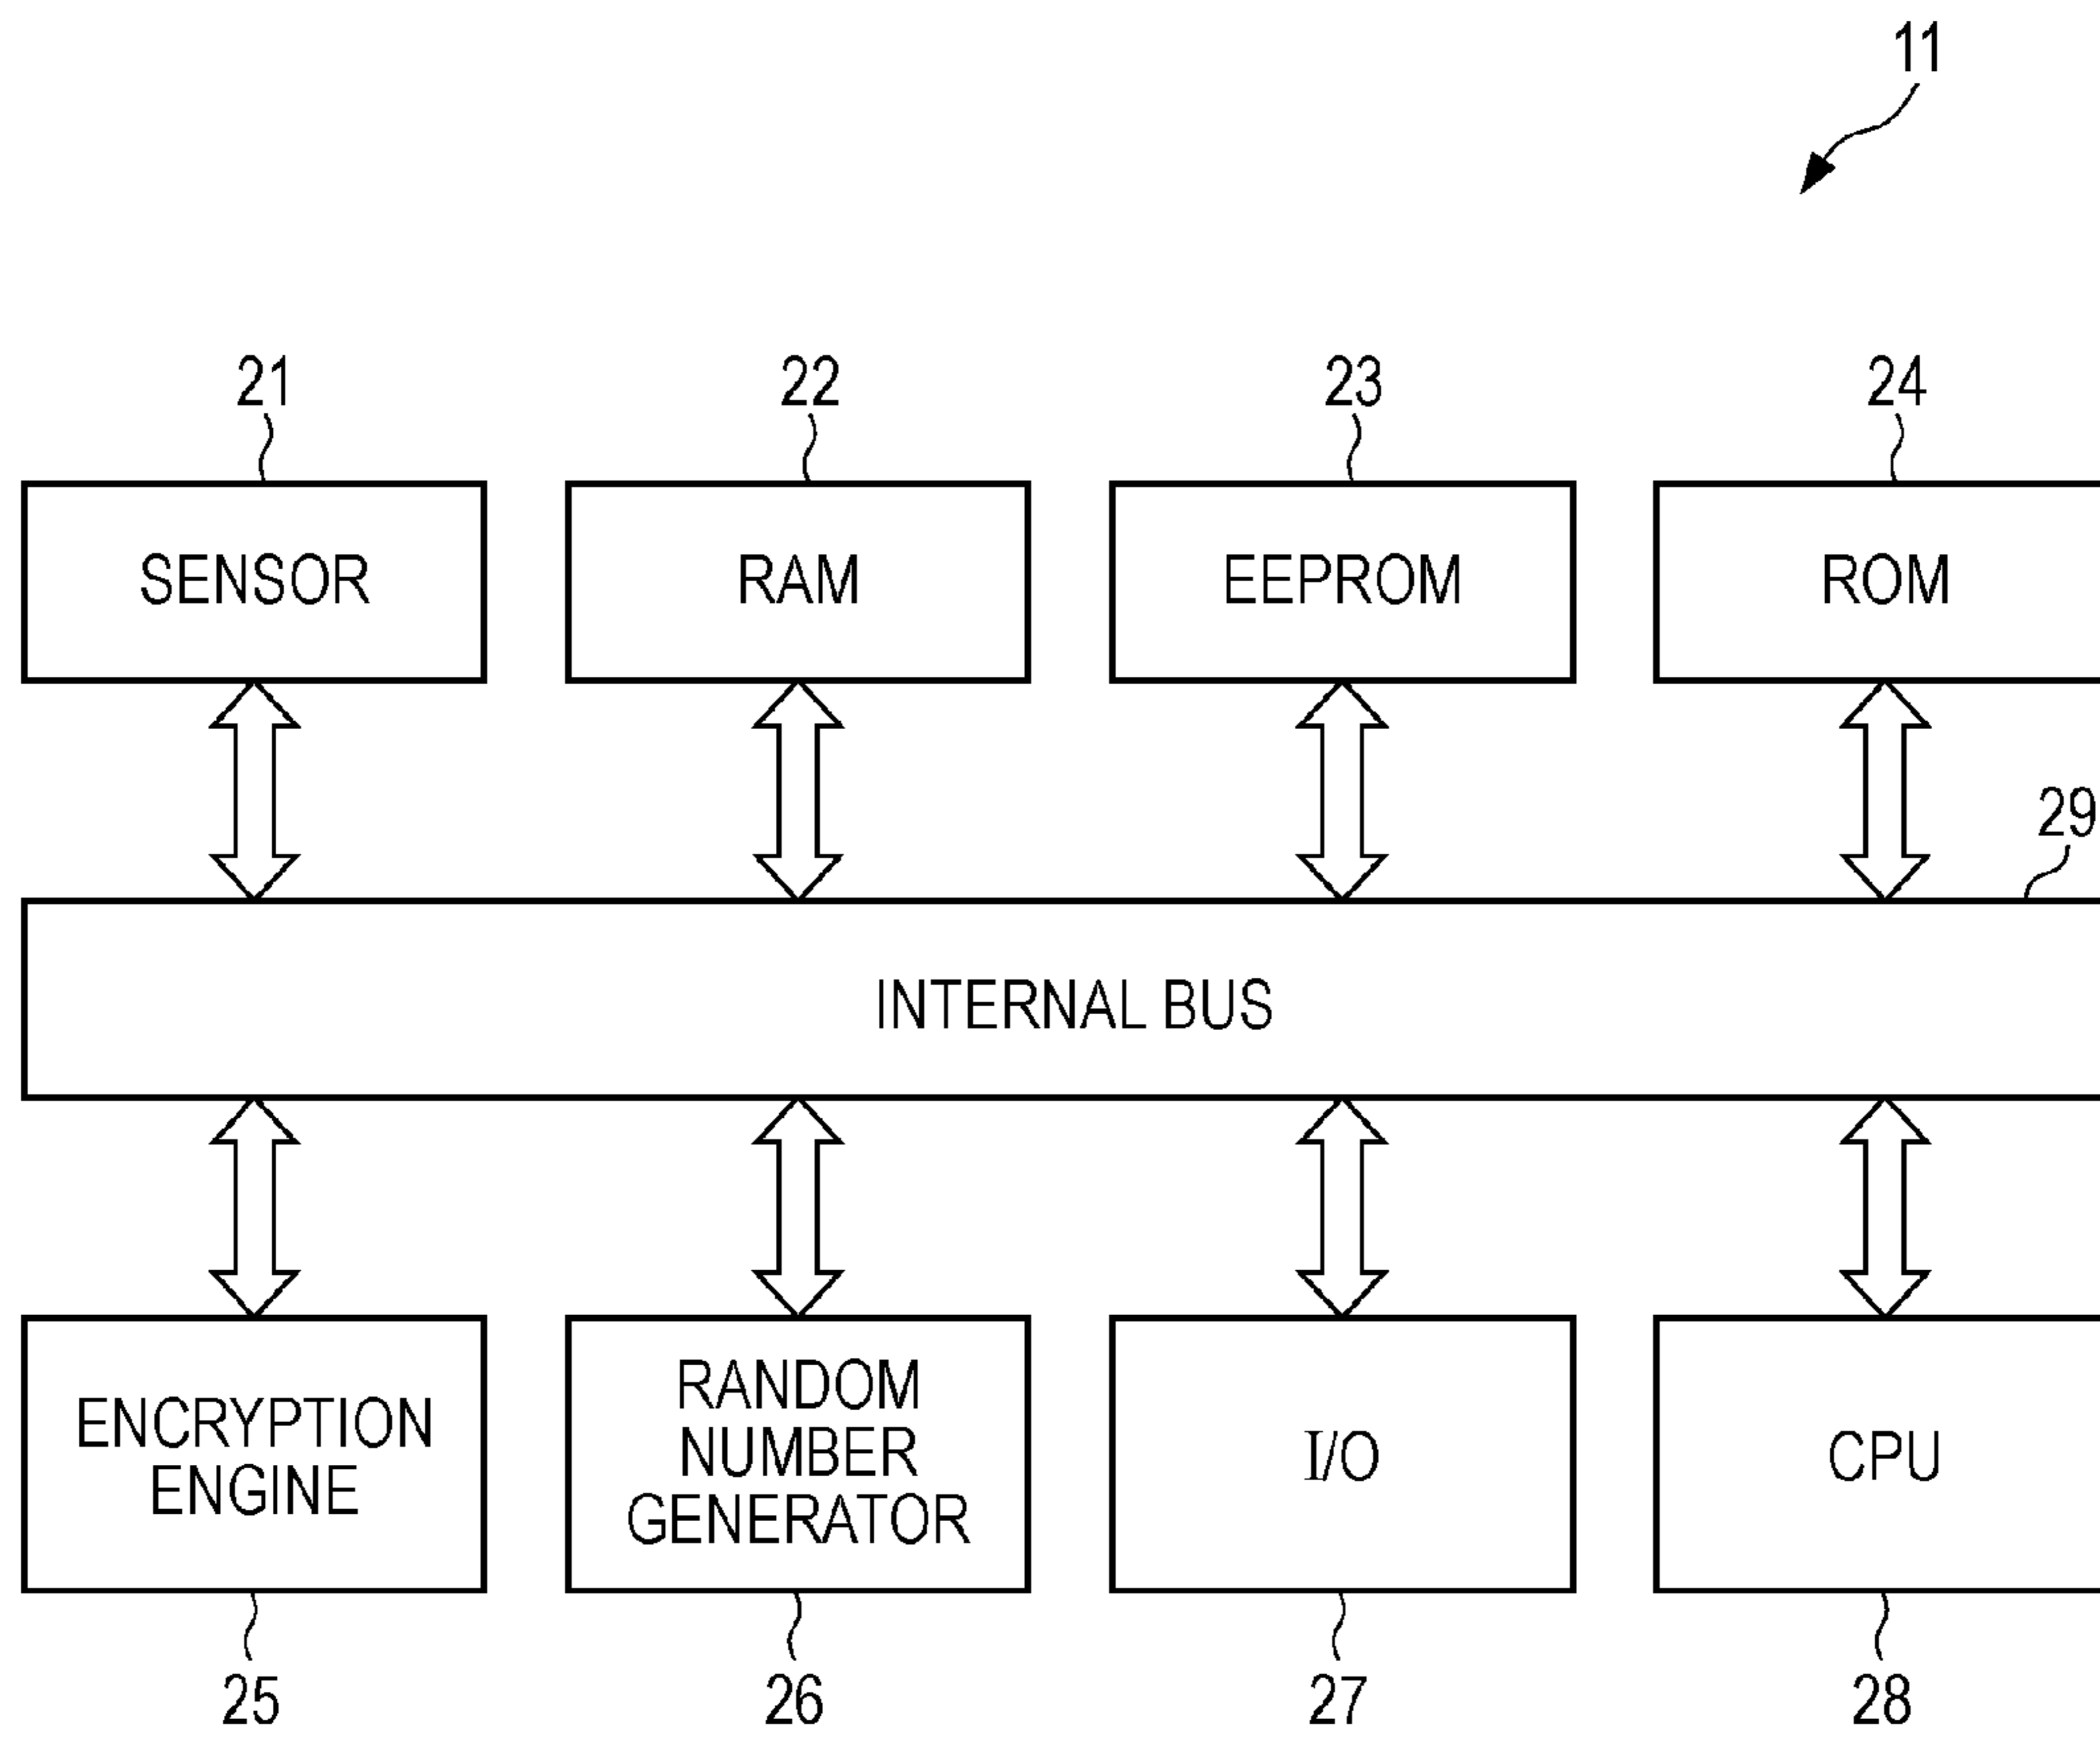 11
21
22
23
24
SENSOR
RAM
EEPROM
ROM
29
INTERNAL BUS
ENCRYPTION
ENGINE
RANDOM
NUMBER
GENERATOR
I/O
CPU
25
26
27
28